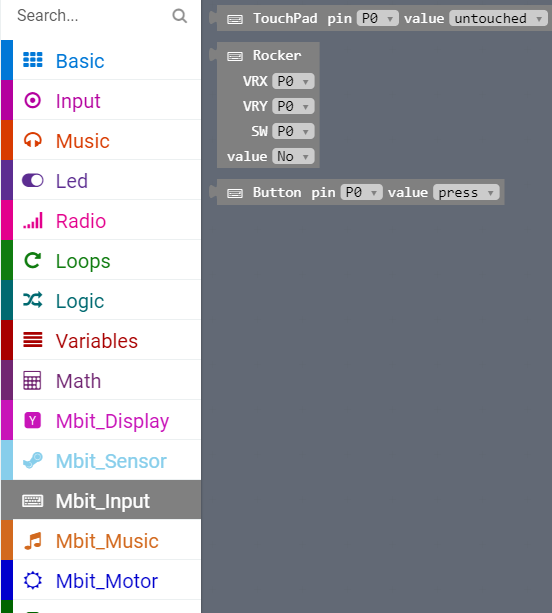 Search...
Basic
Input
Music
Led
Radio
Loops
Logic
Variables
Math
Y Mbit_Display
Mbit_Sensor
Mbit_Input
Mbit_Music
Mbit_Motor
TouchPad pin P0 value untouched
Rocker
VRX P0
VRY P0
SW P0
value No
Button pin P0 value press